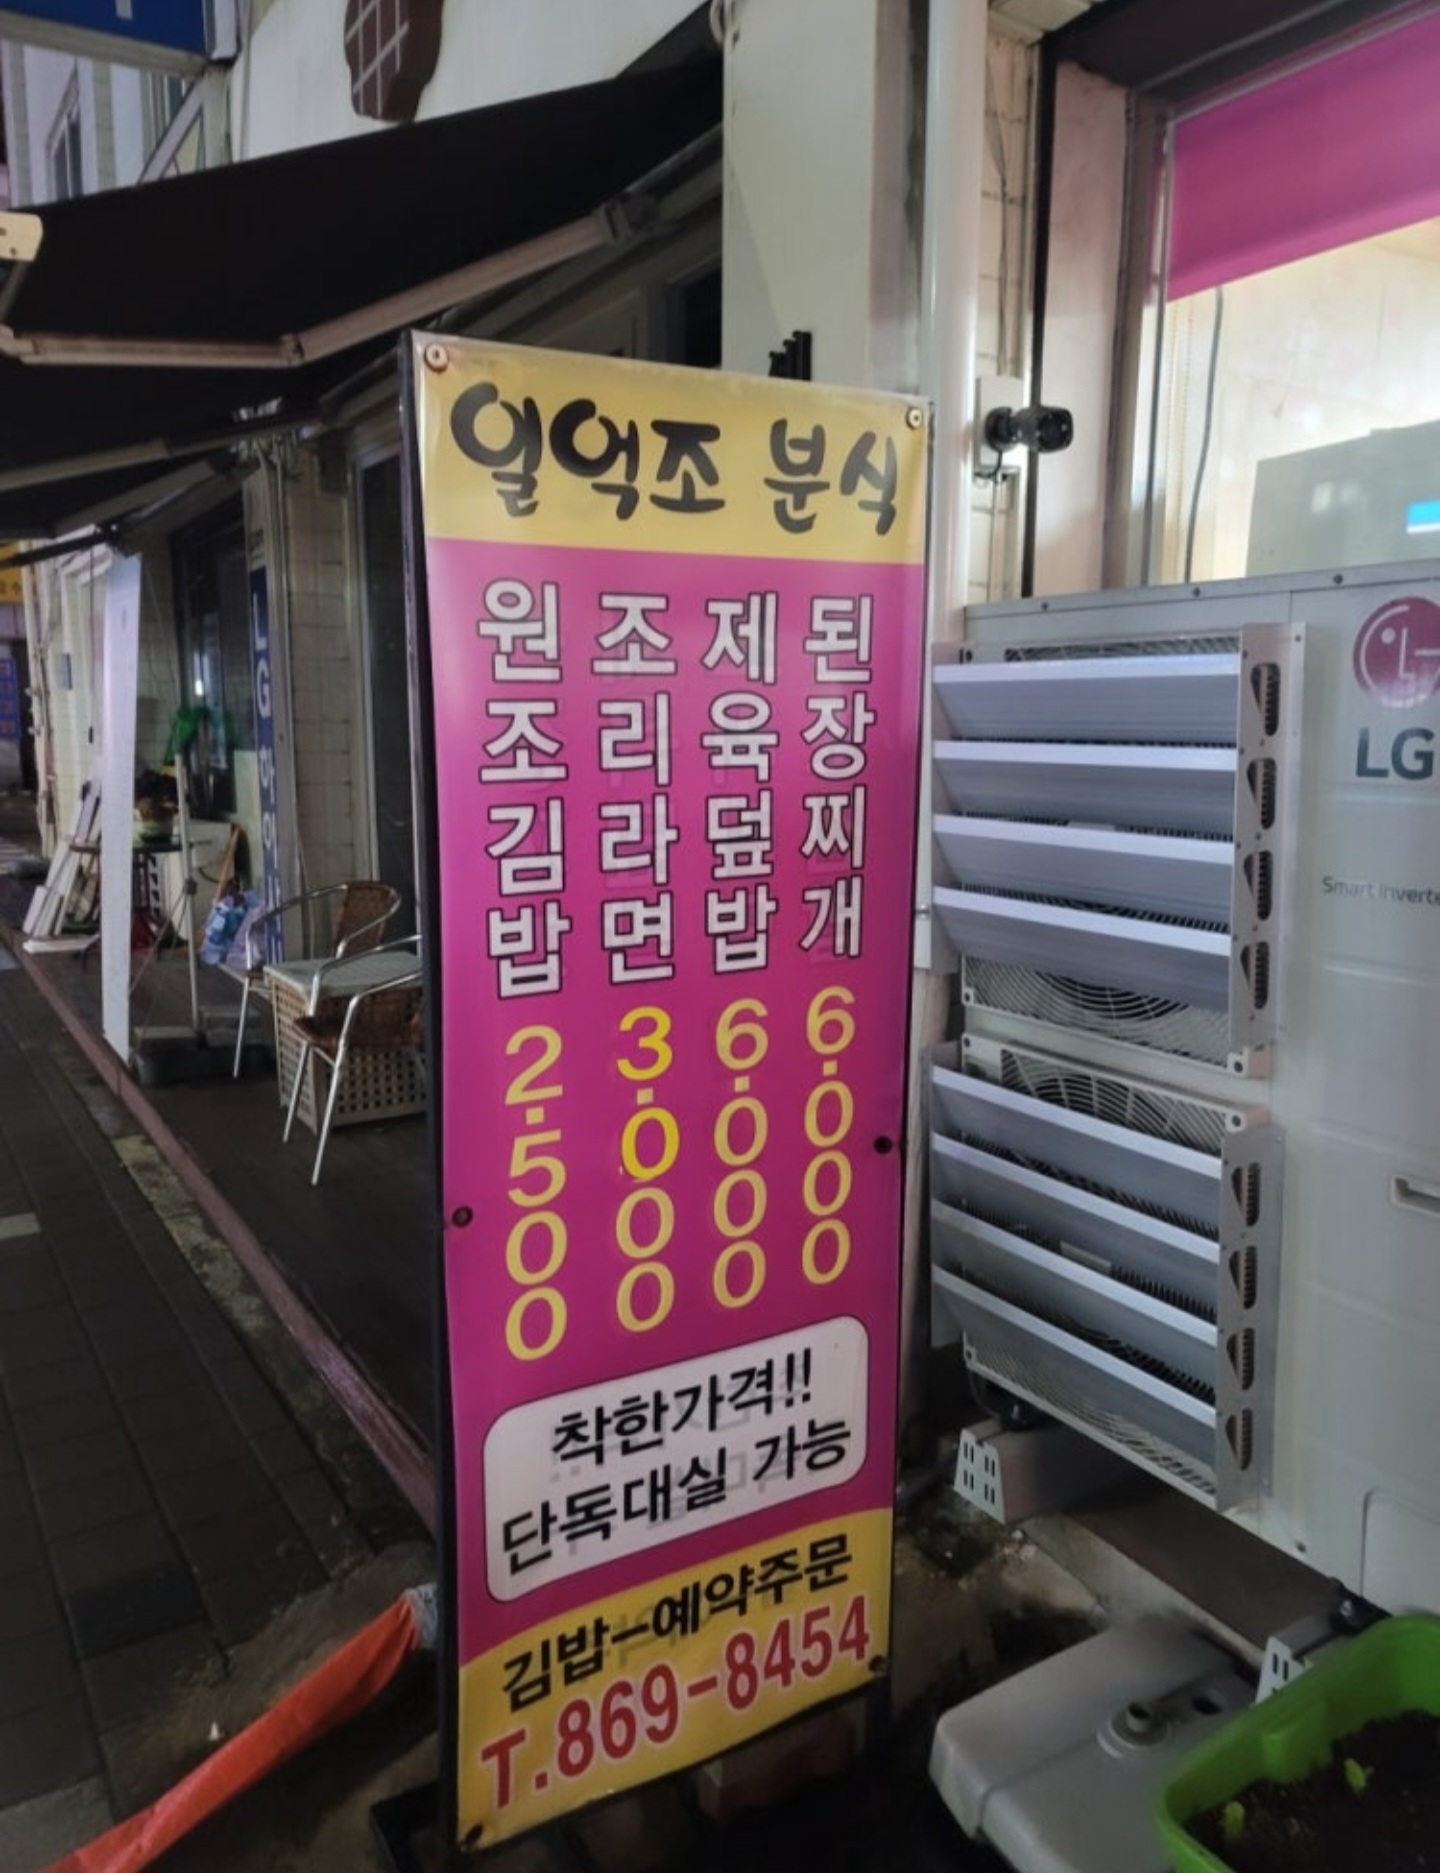 일억조 분식
원조김밥 2.500
조리라면 3.000
제육덮밥 6.000
된장찌개 6.000
착한가격!!
단독대실 가능
김밥-예약주문
T.869-8454
LG
LG
Smart Inverte